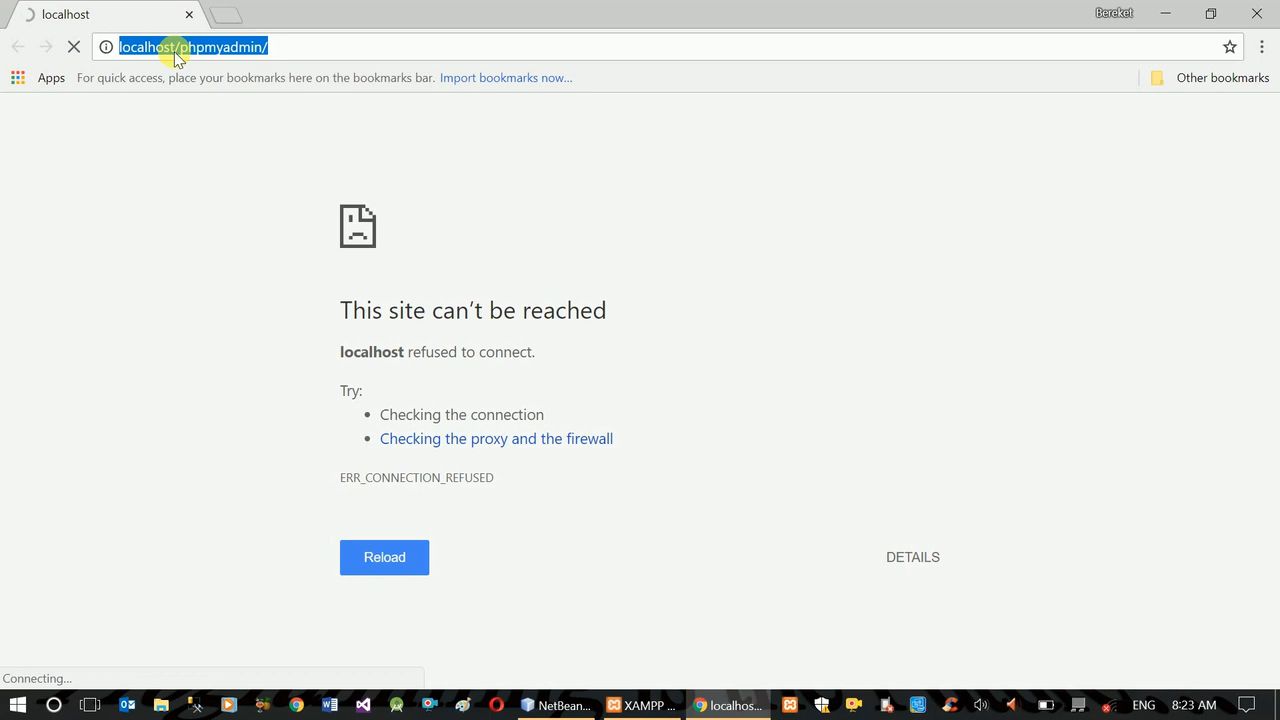 localhost
Bereket
localhost/phpmyadmin/
Apps For quick access, place your bookmarks here on the bookmarks bar. Import bookmarks now... Other bookmarks
This site can't be reached
localhost refused to connect.
Try:
• Checking the connection
• Checking the proxy and the firewall
ERR_CONNECTION_REFUSED
Reload DETAILS
Connecting...
NetBean... XAMPP ... localhos... ENG 8:23 AM